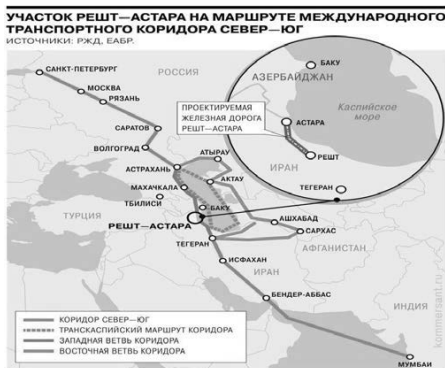 УЧАСТОК РЕШТ—АСТАРА НА МАРШРУТЕ МЕЖДУНАРОДНОГО
ТРАНСПОРТНОГО КОРИДОРА СЕВЕР—ЮГ
ИСТОЧНИКИ: РЖД, ЕАБР.
САНКТ-ПЕТЕРБУРГ
РОССИЯ
МОСКВА
РЯЗАНЬ
САРАТОВ
ВОЛГОГРАД
АСТРАХАНЬ
АТЫРАУ
МАХАЧКАЛА
АКТАУ
ТБИЛИСИ
ТУРЦИЯ
БАКУ
РЕШТ—АСТАРА
АШХАБАД
САРХАС
ТЕГЕРАН
АФГАНИСТАН
ИСФАХАН
ИРАН
БЕНДЕР-АББАС
ИНДИЯ
МУМБАИ
БАКУ
АЗЕРБАЙДЖАН
Каспийское
море
ПРОЕКТИРУЕМАЯ
ЖЕЛЕЗНАЯ ДОРОГА
РЕШТ—АСТАРА
АСТАРА
РЕШТ
ИРАН
ТЕГЕРАН
КОРИДОР СЕВЕР—ЮГ
ТРАНСКАСПИЙСКИЙ МАРШРУТ КОРИДОРА
ЗАПАДНАЯ ВЕТВЬ КОРИДОРА
ВОСТОЧНАЯ ВЕТВЬ КОРИДОРА
kommersant.ru